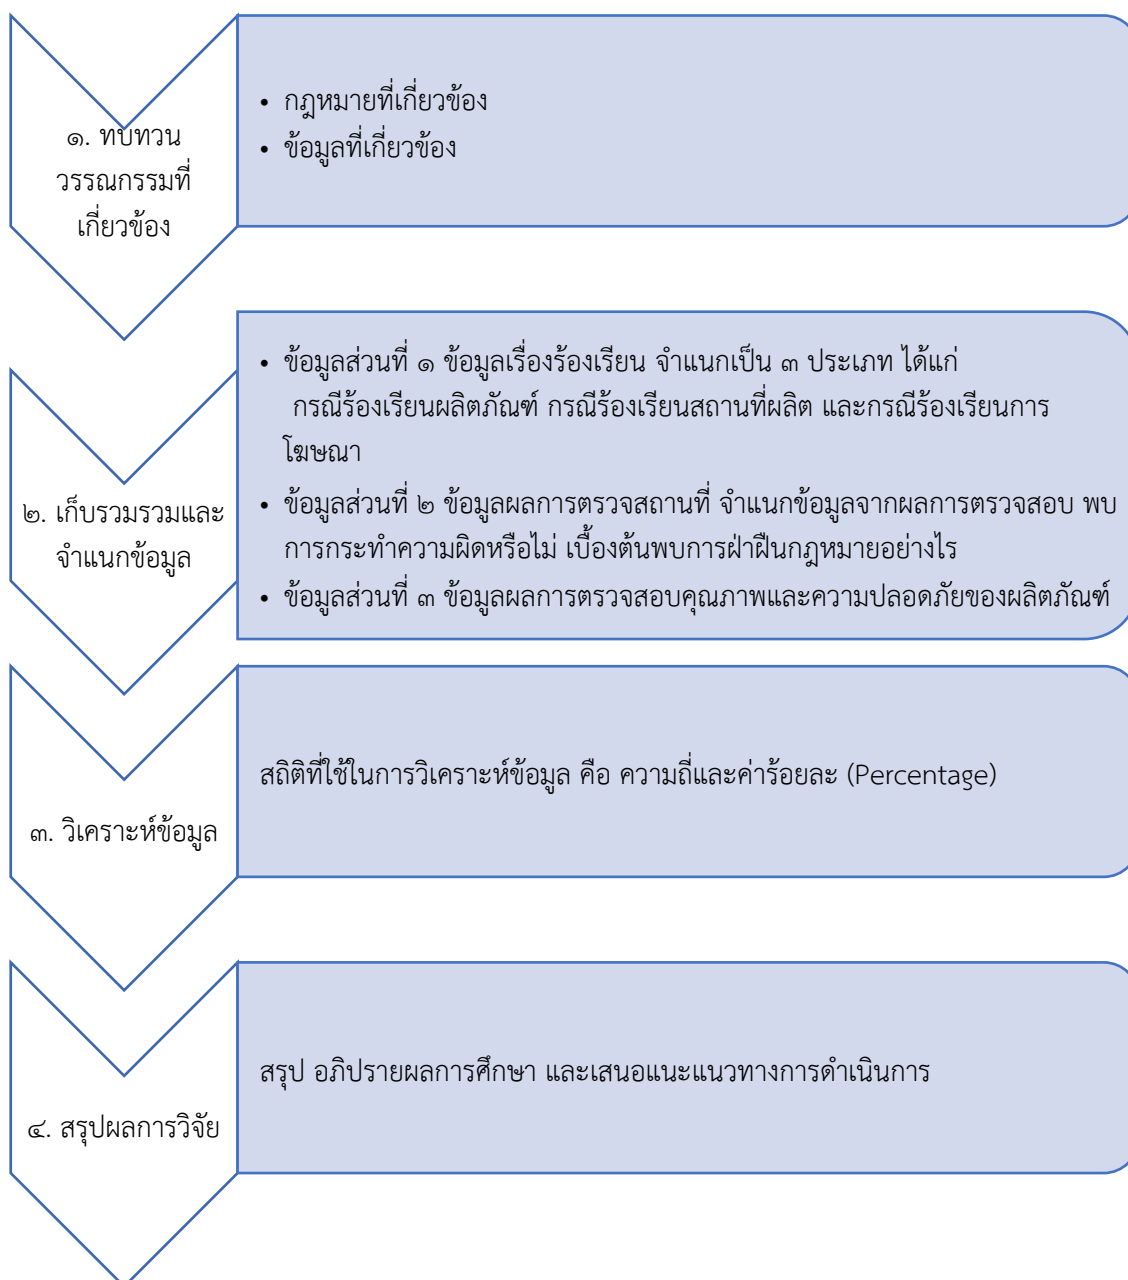 ๑. ทบทวน
วรรณกรรมที่
เกี่ยวข้อง
• กฎหมายที่เกี่ยวข้อง
• ข้อมูลที่เกี่ยวข้อง
๒. เก็บรวมรวมและ
จำแนกข้อมูล
• ข้อมูลส่วนที่ ๑ ข้อมูลเรื่องร้องเรียน จำแนกเป็น ๓ ประเภท ได้แก่
กรณีร้องเรียนผลิตภัณฑ์ กรณีร้องเรียนสถานที่ผลิต และกรณีร้องเรียนการ
โฆษณา
• ข้อมูลส่วนที่ ๒ ข้อมูลผลการตรวจสถานที่ จำแนกข้อมูลจากผลการตรวจสอบ พบ
การกระทำความผิดหรือไม่ เบื้องต้นพบการฝ่าฝืนกฎหมายอย่างไร
• ข้อมูลส่วนที่ ๓ ข้อมูลผลการตรวจสอบคุณภาพและความปลอดภัยของผลิตภัณฑ์
๓. วิเคราะห์ข้อมูล
สถิติที่ใช้ในการวิเคราะห์ข้อมูล คือ ความถี่และค่าร้อยละ (Percentage)
๔. สรุปผลการวิจัย
สรุป อภิปรายผลการศึกษา และเสนอแนะแนวทางการดำเนินการ